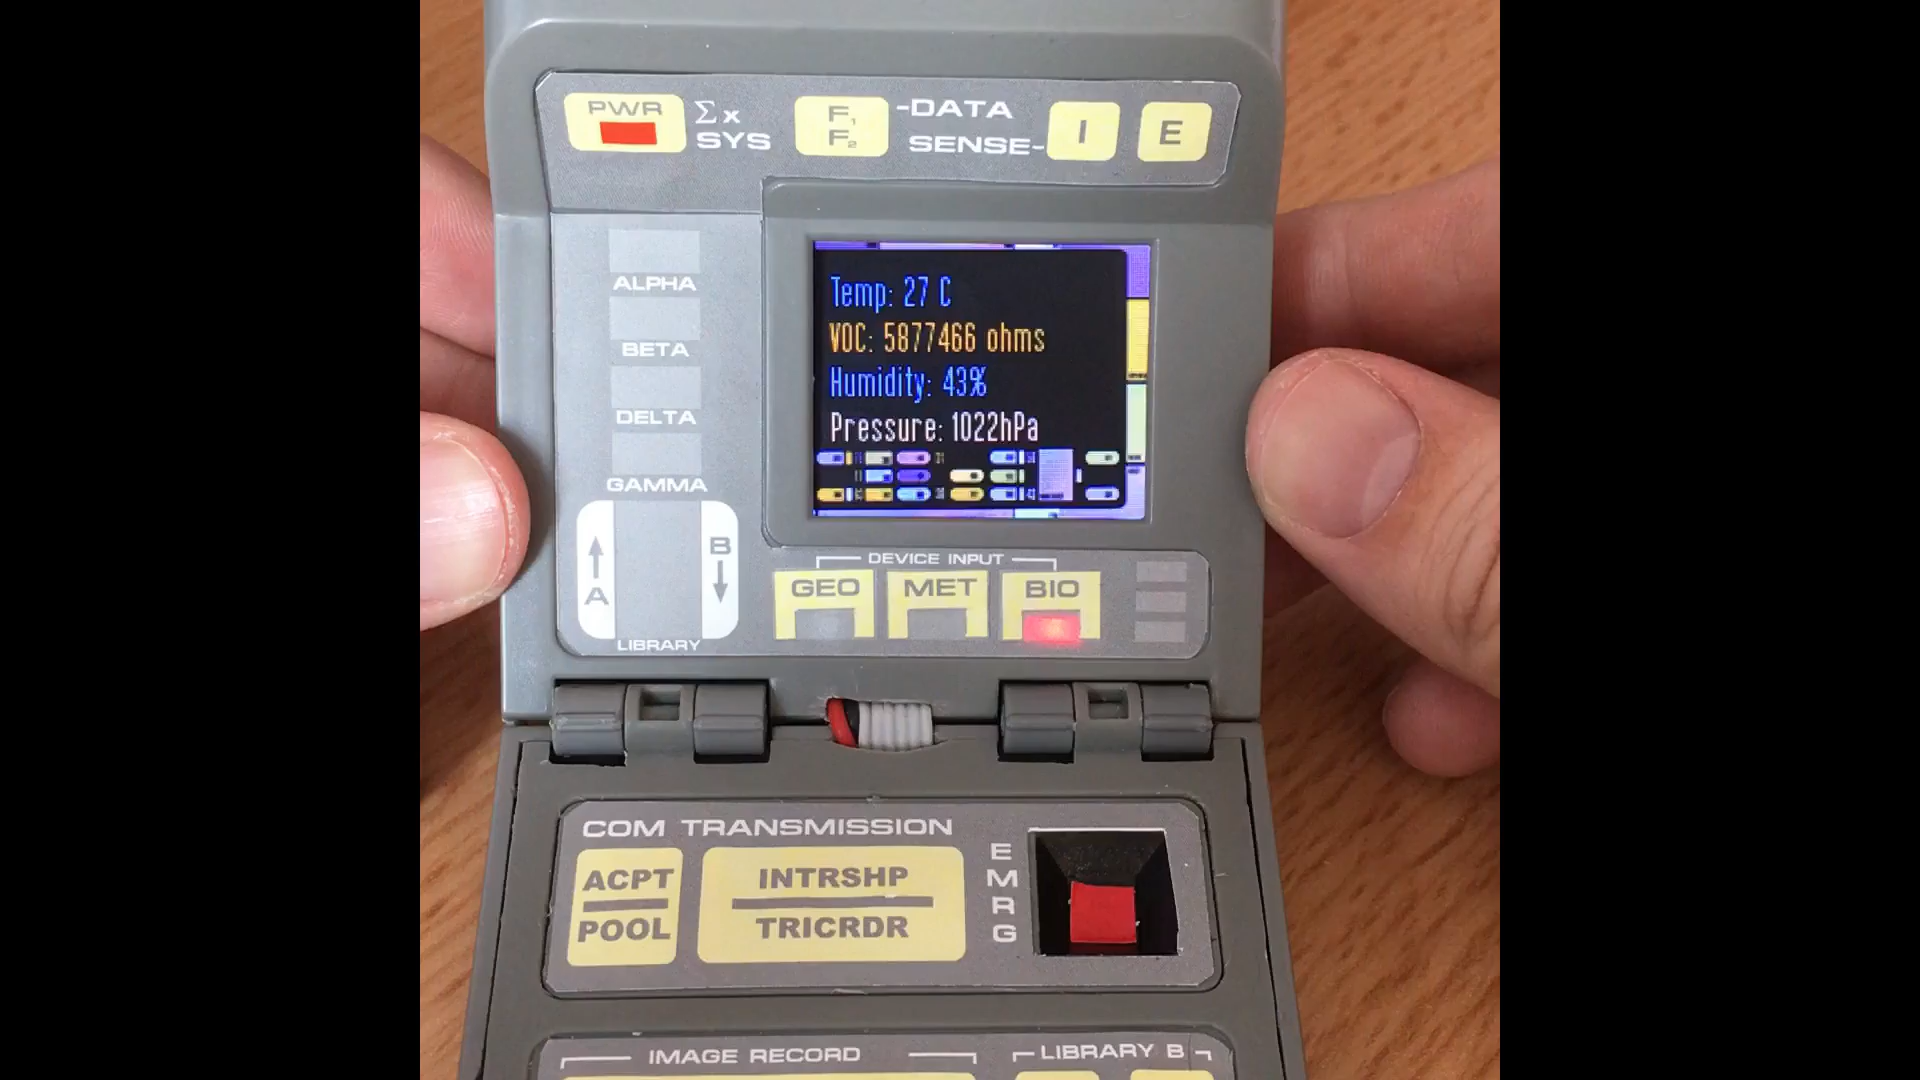 PWR
Σx
SYS
F1
F2
-DATA
SENSE-
I
E
ALPHA
BETA
DELTA
GAMMA
A
B
LIBRARY
Temp: 27 C
VOC: 5877466 ohms
Humidity: 43%
Pressure: 1022hPa
DEVICE INPUT
GEO
MET
BIO
COM TRANSMISSION
ACPT
POOL
INTRSHP
TRICRDR
EMRG
IMAGE RECORD
LIBRARY B